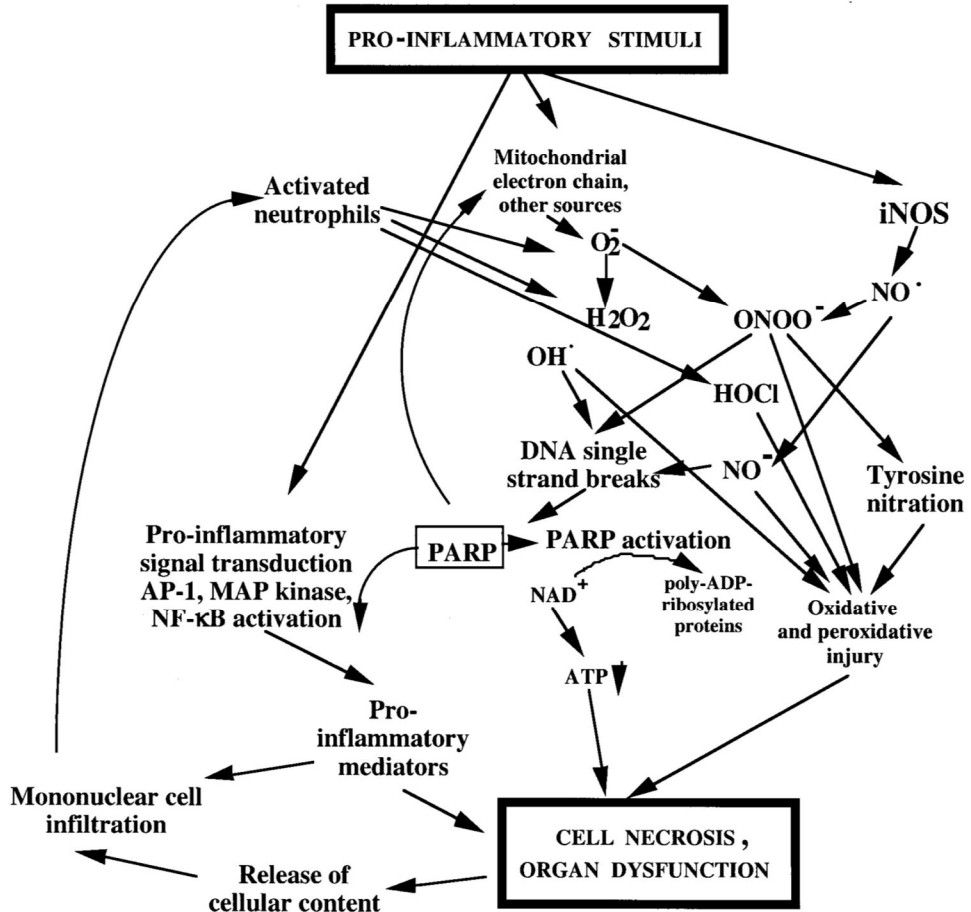 PRO-INFLAMMATORY STIMULI
Mitochondrial
electron chain,
other sources
Activated
neutrophils
iNOS
O2-
NO·
H2O2
ONOO-
OH·
HOCl
DNA single
strand breaks
NO-
Tyrosine
nitration
Pro-inflammatory
signal transduction
AP-1, MAP kinase,
NF-κB activation
PARP
PARP activation
NAD+
poly-ADP-
ribosylated
proteins
Oxidative
and peroxidative
injury
ATP
Pro-
inflammatory
mediators
Mononuclear cell
infiltration
CELL NECROSIS ,
ORGAN DYSFUNCTION
Release of
cellular content